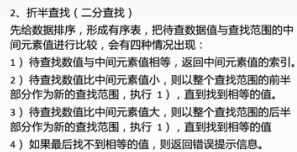 2、折半查找(二分查找)
先给数据排序，形成有序表，把待查数据值与查找范围的中
间元素值进行比较，会有四种情况出现：
1）待查找数值与中间元素值相等，返回中间元素值的索引。
2）待查找数值比中间元素值小，则以整个查找范围的前半
部分作为新的查找范围，执行 1），直到找到相等的值。
3）待查找数值比中间元素值大，则以整个查找范围的后半
部分作为新的查找范围，执行 1），直到找到相等的值
4）如果最后找不到相等的值，则返回错误提示信息。